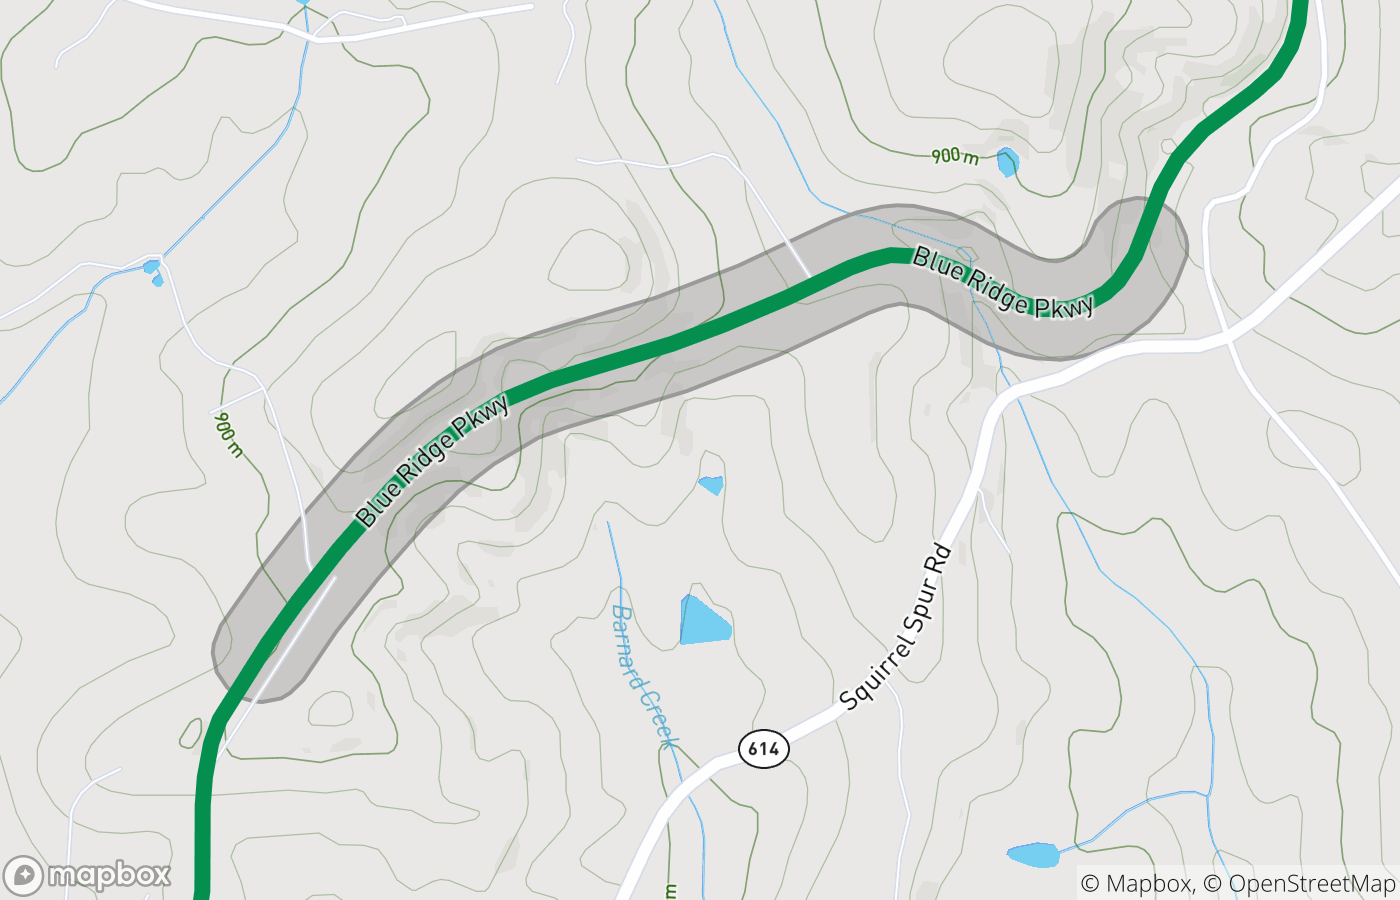 900 m
Blue Ridge Pkwy
Blue Ridge Pkwy
900 m
Squirrel Spur Rd
Barnard Creek
614
m
mapbox
© Mapbox, © OpenStreetMap